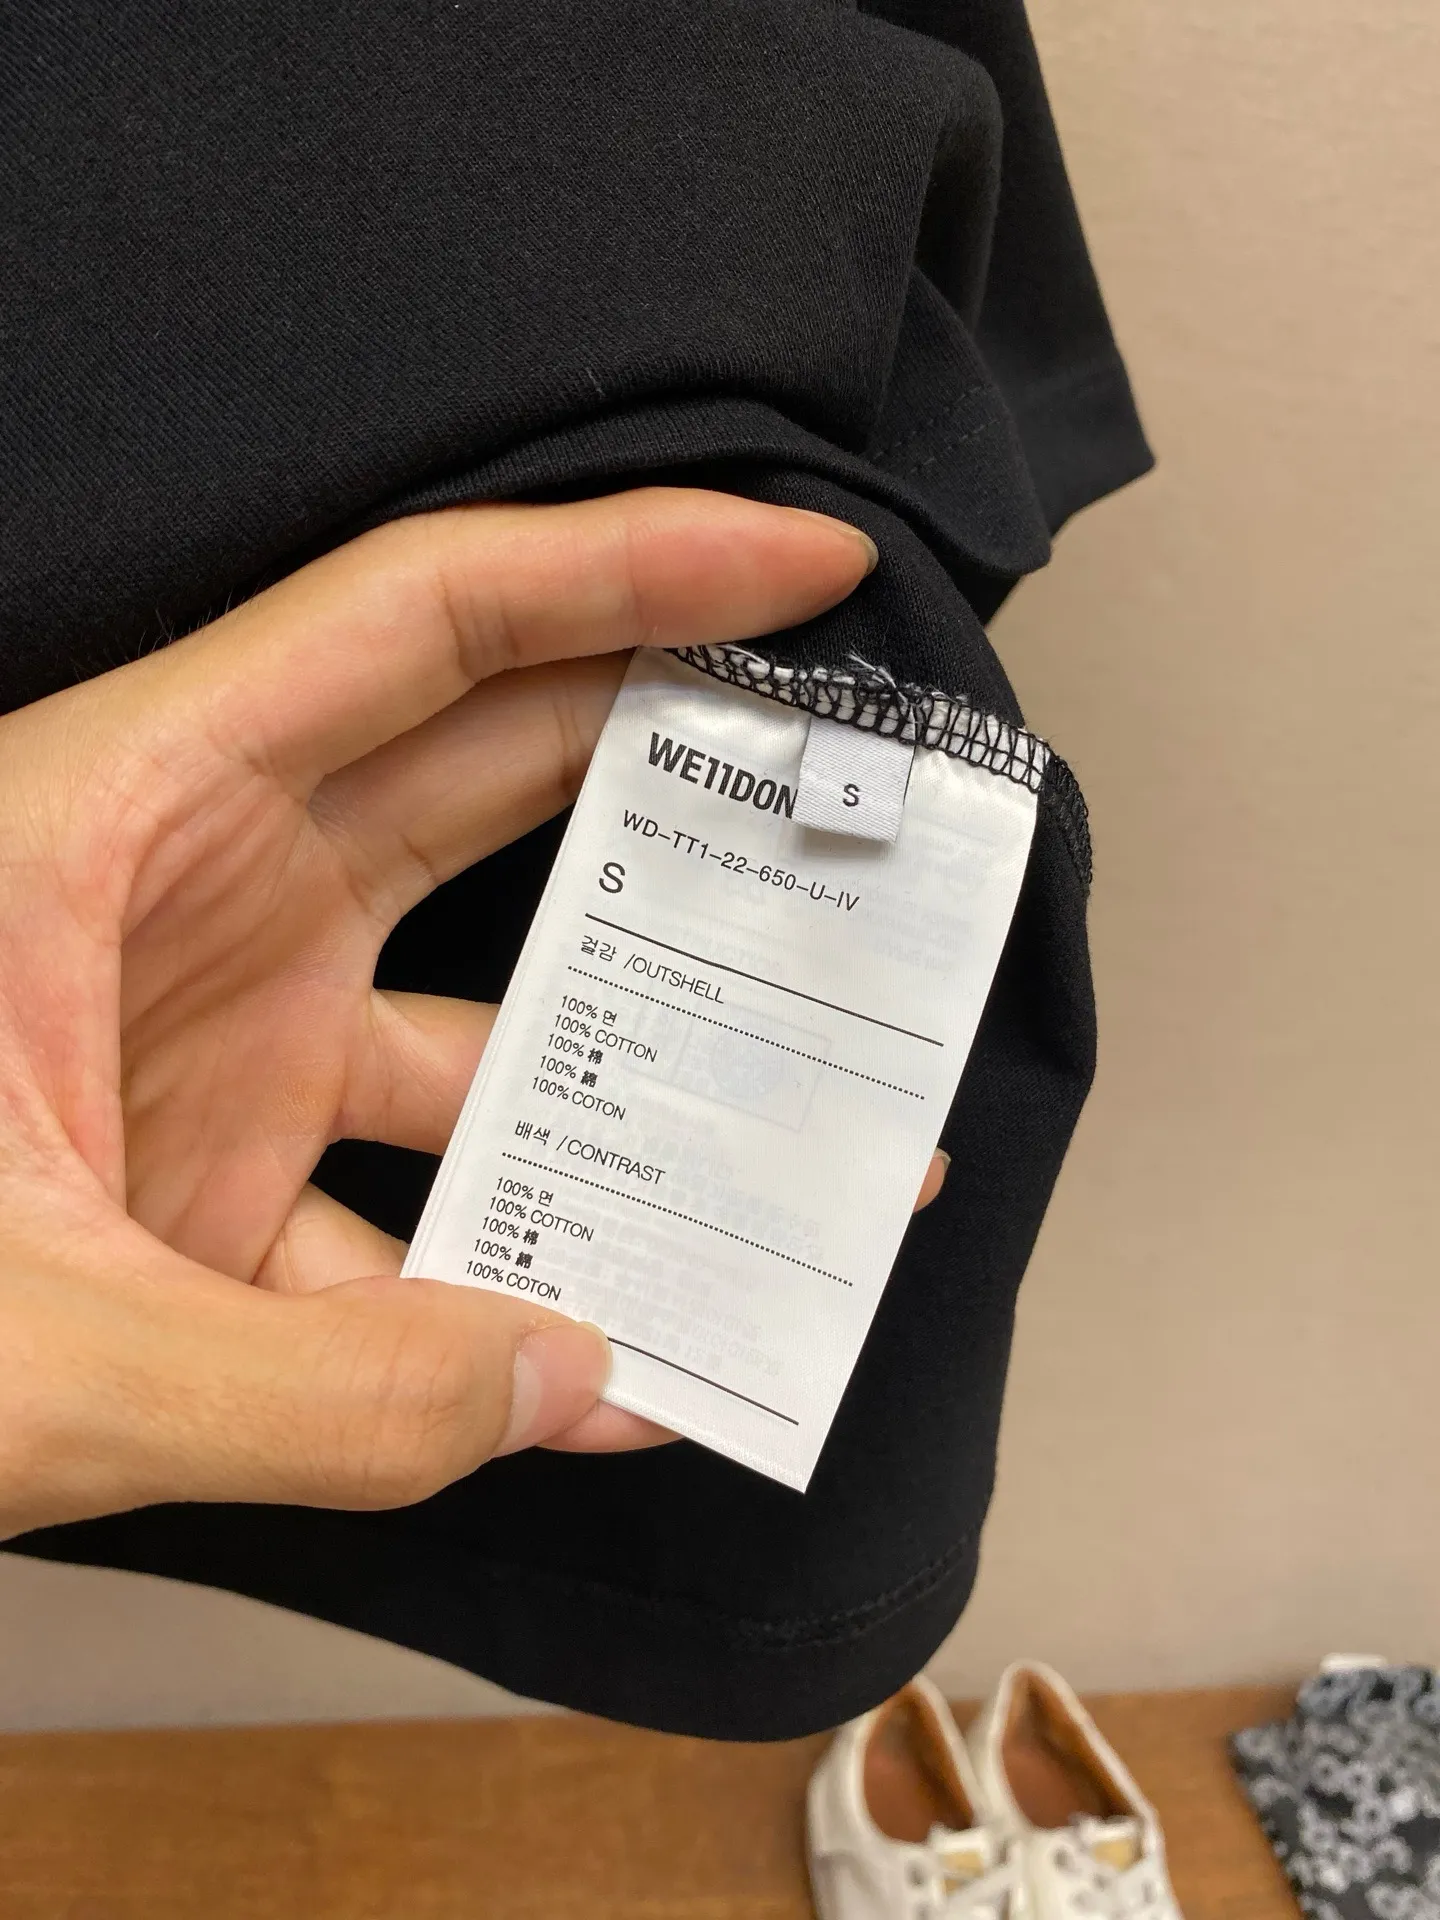 WE11DON
S
WD-TT1-22-650-U-IV
S
겉감 /OUTSHELL
100% 면
100% COTTON
100% 棉
100% 綿
100% COTON
배색 /CONTRAST
100% 면
100% COTTON
100% 棉
100% 綿
100% COTON